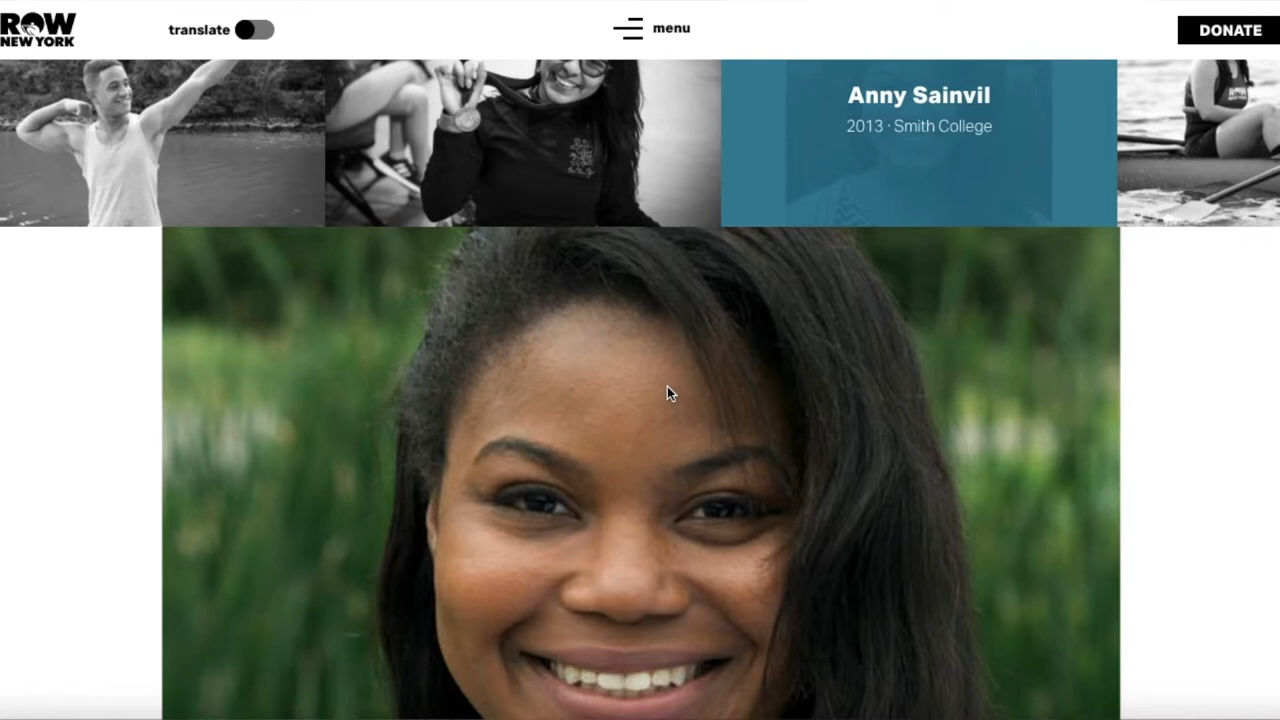 ROW
NEW YORK
translate
menu
DONATE
Anny Sainvil
2013 · Smith College